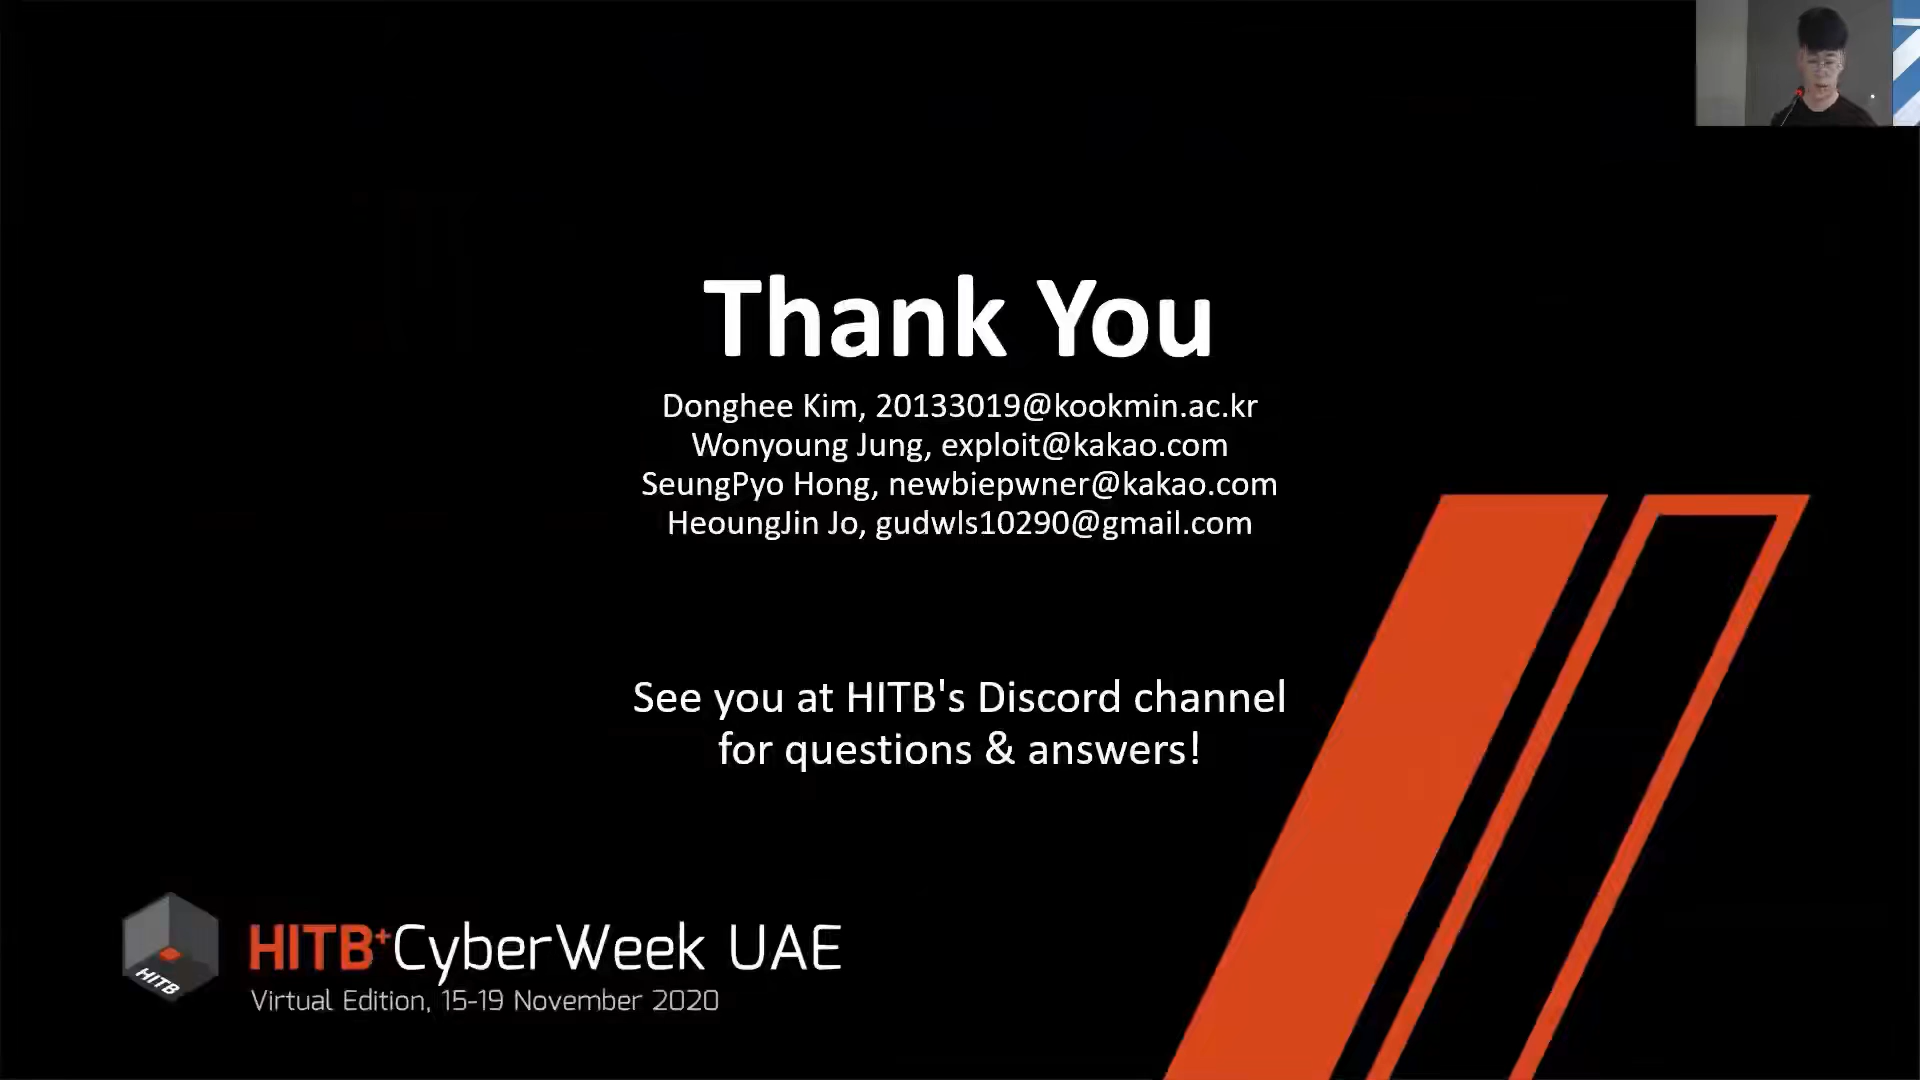 Thank You
Donghee Kim, 20133019@kookmin.ac.kr
Wonyoung Jung, exploit@kakao.com
SeungPyo Hong, newbiepwner@kakao.com
HeoungJin Jo, gudwls10290@gmail.com
See you at HITB's Discord channel
for questions & answers!
HITB
HITB+CyberWeek UAE
Virtual Edition, 15-19 November 2020